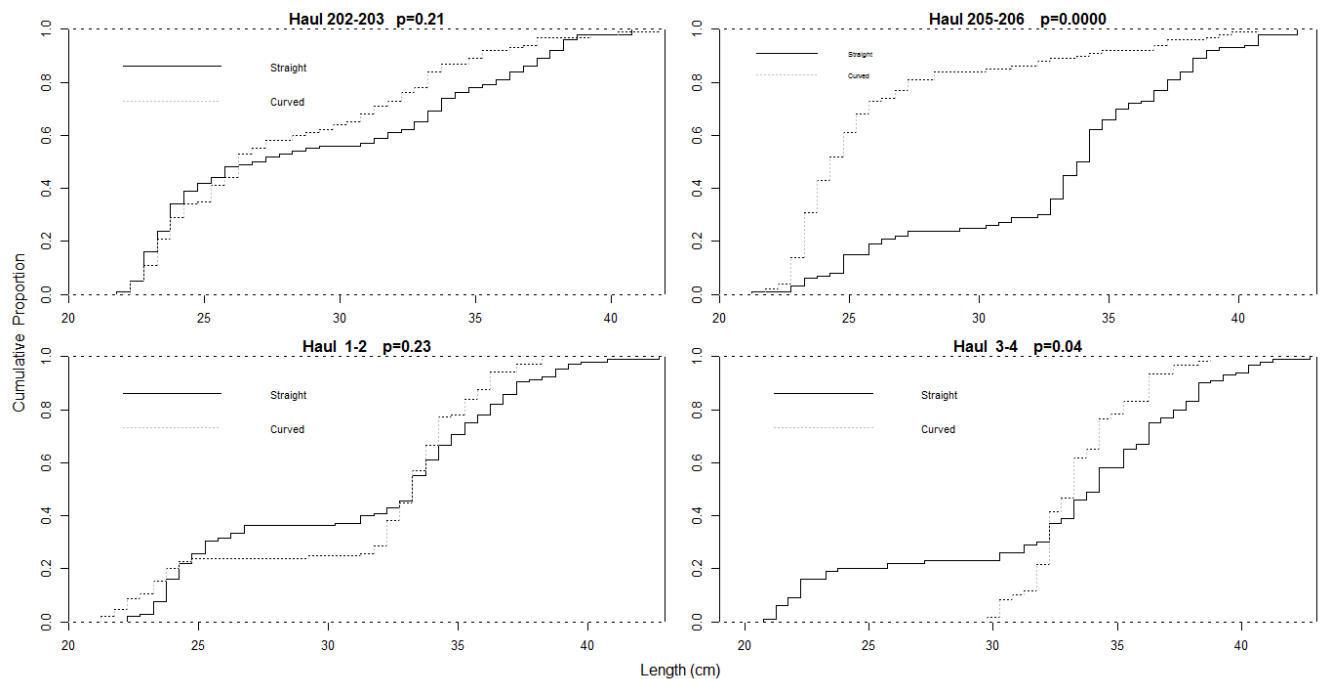 Haul 202-203 p=0.21
1.0
0.8
0.6
0.4
0.2
0.0
Straight
Curved
20 25 30 35 40
Haul 205-206 p=0.0000
1.0
0.8
0.6
0.4
0.2
0.0
Straight
Curved
20 25 30 35 40
Cumulative Proportion
Haul 1-2 p=0.23
1.0
0.8
0.6
0.4
0.2
0.0
Straight
Curved
20 25 30 35 40
Haul 3-4 p=0.04
1.0
0.8
0.6
0.4
0.2
0.0
Straight
Curved
20 25 30 35 40
Length (cm)